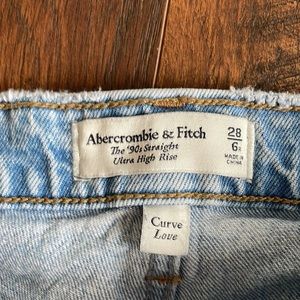 Abercrombie & Fitch
The '90s Straight
Ultra High Rise
28
6R
MADE IN
CHINA
Curve
Love